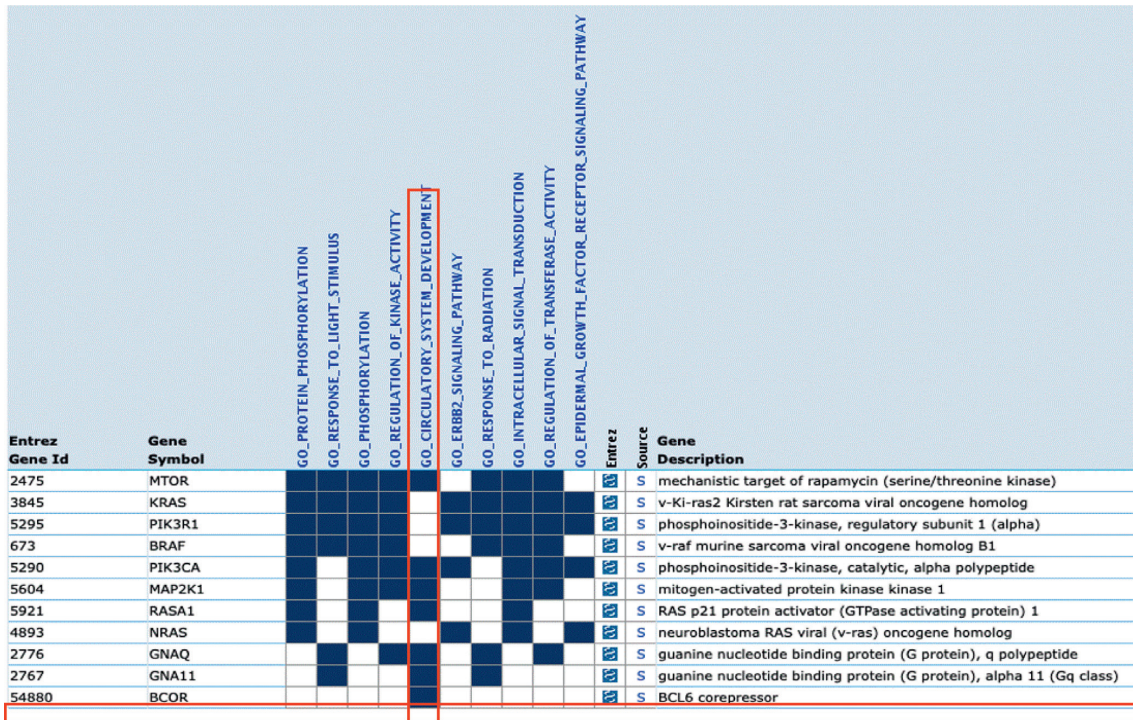 GO_PROTEIN_PHOSPHORYLATION
GO_RESPONSE_TO_LIGHT_STIMULUS
GO_PHOSPHORYLATION
GO_REGULATION_OF_KINASE_ACTIVITY
GO_CIRCULATORY_SYSTEM_DEVELOPMENT
GO_ERBB2_SIGNALING_PATHWAY
GO_RESPONSE_TO_RADIATION
GO_INTRACELLULAR_SIGNAL_TRANSDUCTION
GO_REGULATION_OF_TRANSFERASE_ACTIVITY
GO_EPIDERMAL_GROWTH_FACTOR_RECEPTOR_SIGNALING_PATHWAY
Entrez Gene Entrez Source Gene
Gene Id Symbol Description
2475 MTOR S mechanistic target of rapamycin (serine/threonine kinase)
3845 KRAS S v-Ki-ras2 Kirsten rat sarcoma viral oncogene homolog
5295 PIK3R1 S phosphoinositide-3-kinase, regulatory subunit 1 (alpha)
673 BRAF S v-raf murine sarcoma viral oncogene homolog B1
5290 PIK3CA S phosphoinositide-3-kinase, catalytic, alpha polypeptide
5604 MAP2K1 S mitogen-activated protein kinase kinase 1
5921 RASA1 S RAS p21 protein activator (GTPase activating protein) 1
4893 NRAS S neuroblastoma RAS viral (v-ras) oncogene homolog
2776 GNAQ S guanine nucleotide binding protein (G protein), q polypeptide
2767 GNA11 S guanine nucleotide binding protein (G protein), alpha 11 (Gq class)
54880 BCOR S BCL6 corepressor